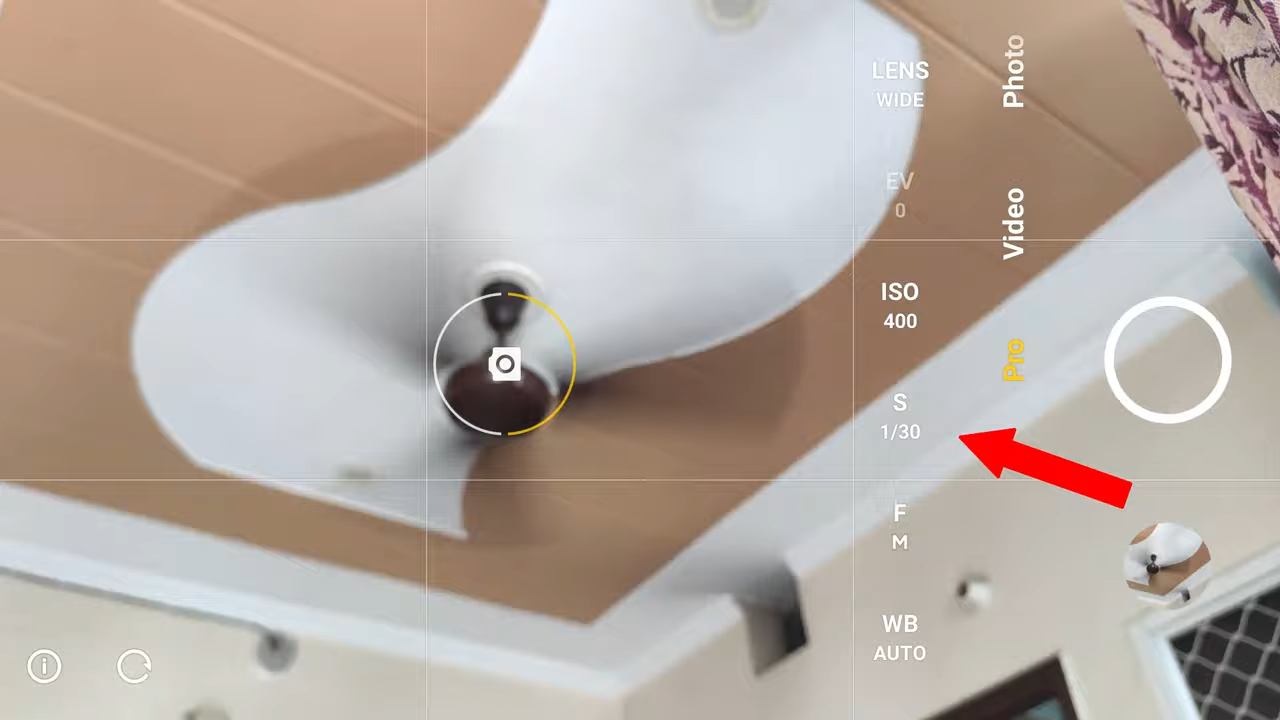 LENS
WIDE
EV
0
ISO
400
S
1/30
F
M
WB
AUTO
Photo
Video
Pro